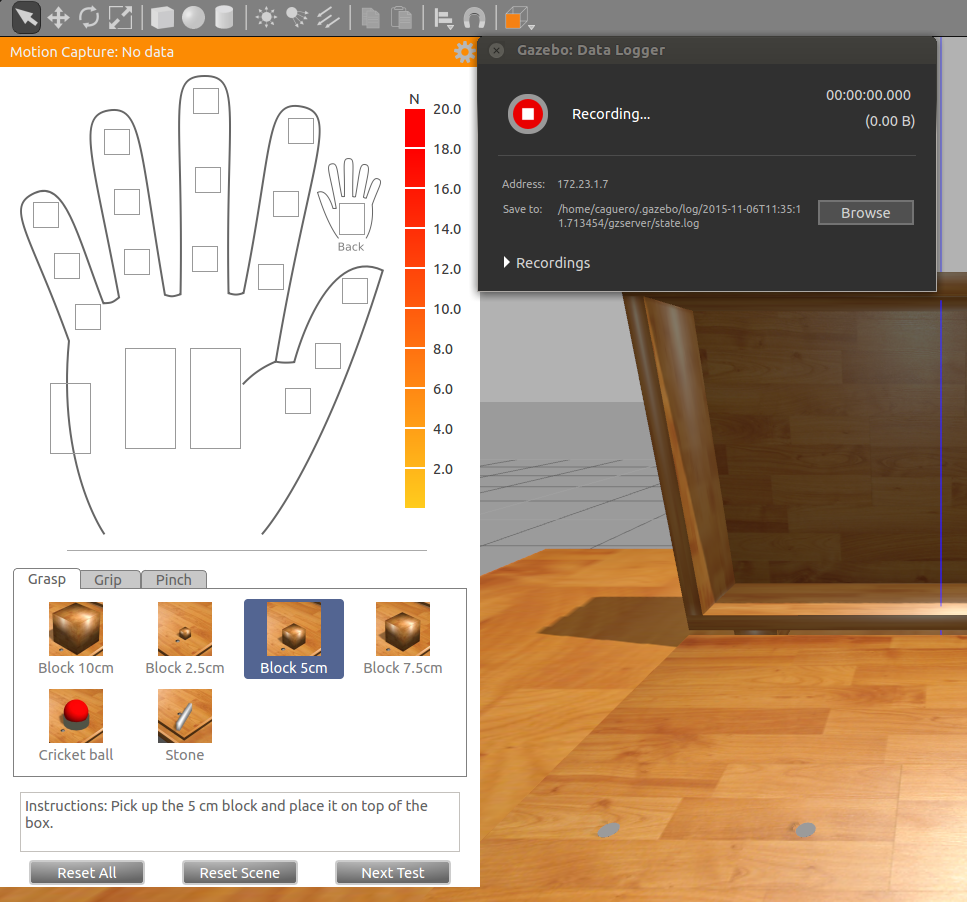 Motion Capture: No data
Gazebo: Data Logger
Recording...
00:00:00.000
(0.00 B)
Address: 172.23.1.7
Save to: /home/caguero/.gazebo/log/2015-11-06T11:35:1
1.713454/gzserver/state.log
Browse
Recordings
N
20.0
18.0
16.0
14.0
12.0
10.0
8.0
6.0
4.0
2.0
Back
Grasp Grip Pinch
Block 10cm Block 2.5cm Block 5cm Block 7.5cm
Cricket ball Stone
Instructions: Pick up the 5 cm block and place it on top of the
box.
Reset All Reset Scene Next Test